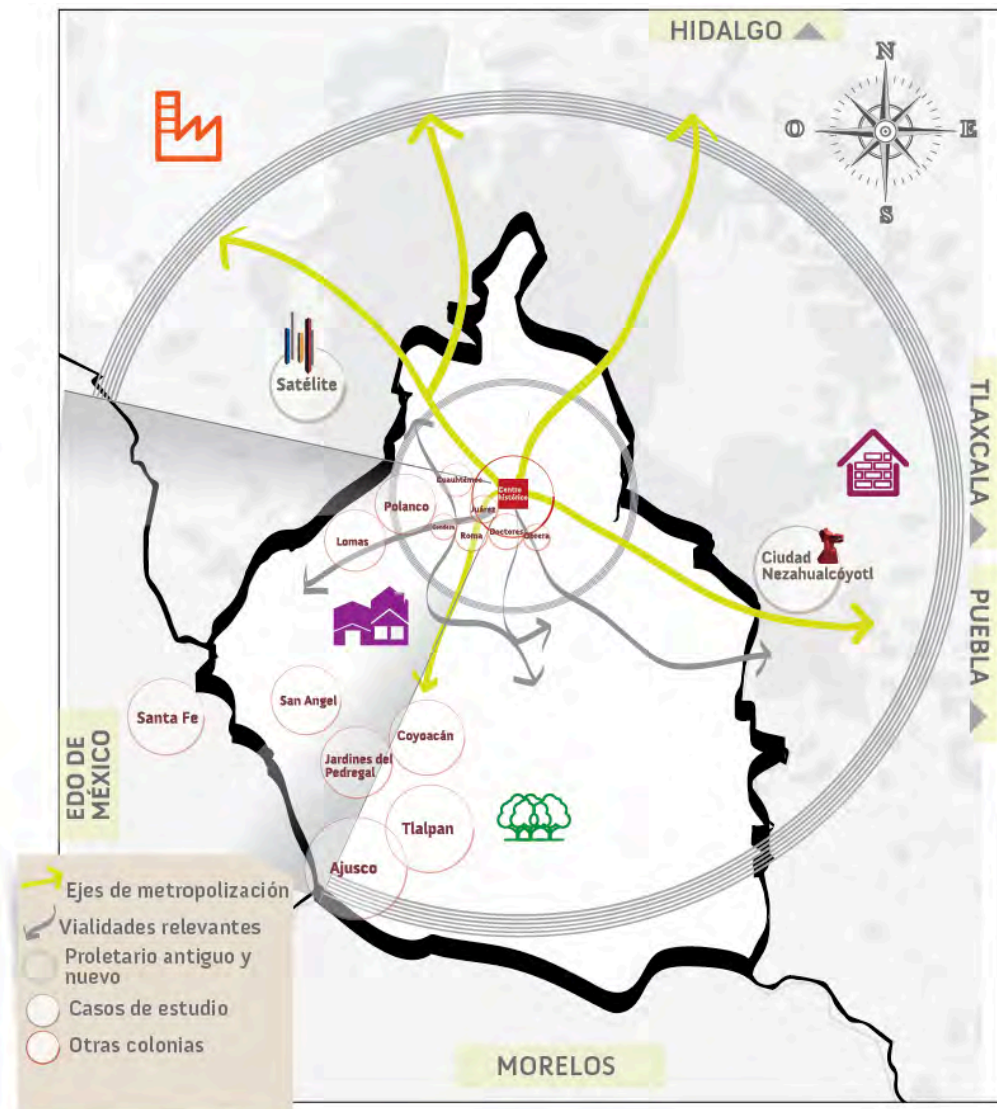 HIDALGO
N
O
E
S
Satélite
TLAXCALA
Cuauhtémoc
Centro
histórico
Polanco
Juárez
Condesa
Roma
Doctores
Obrera
Lomas
Ciudad
Nezahualcóyotl
PUEBLA
San Angel
Santa Fe
Coyoacán
Jardines del
Pedregal
EDO DE
MÉXICO
Tlalpan
Ajusco
Ejes de metropolización
Vialidades relevantes
Proletario antiguo y
nuevo
Casos de estudio
Otras colonias
MORELOS